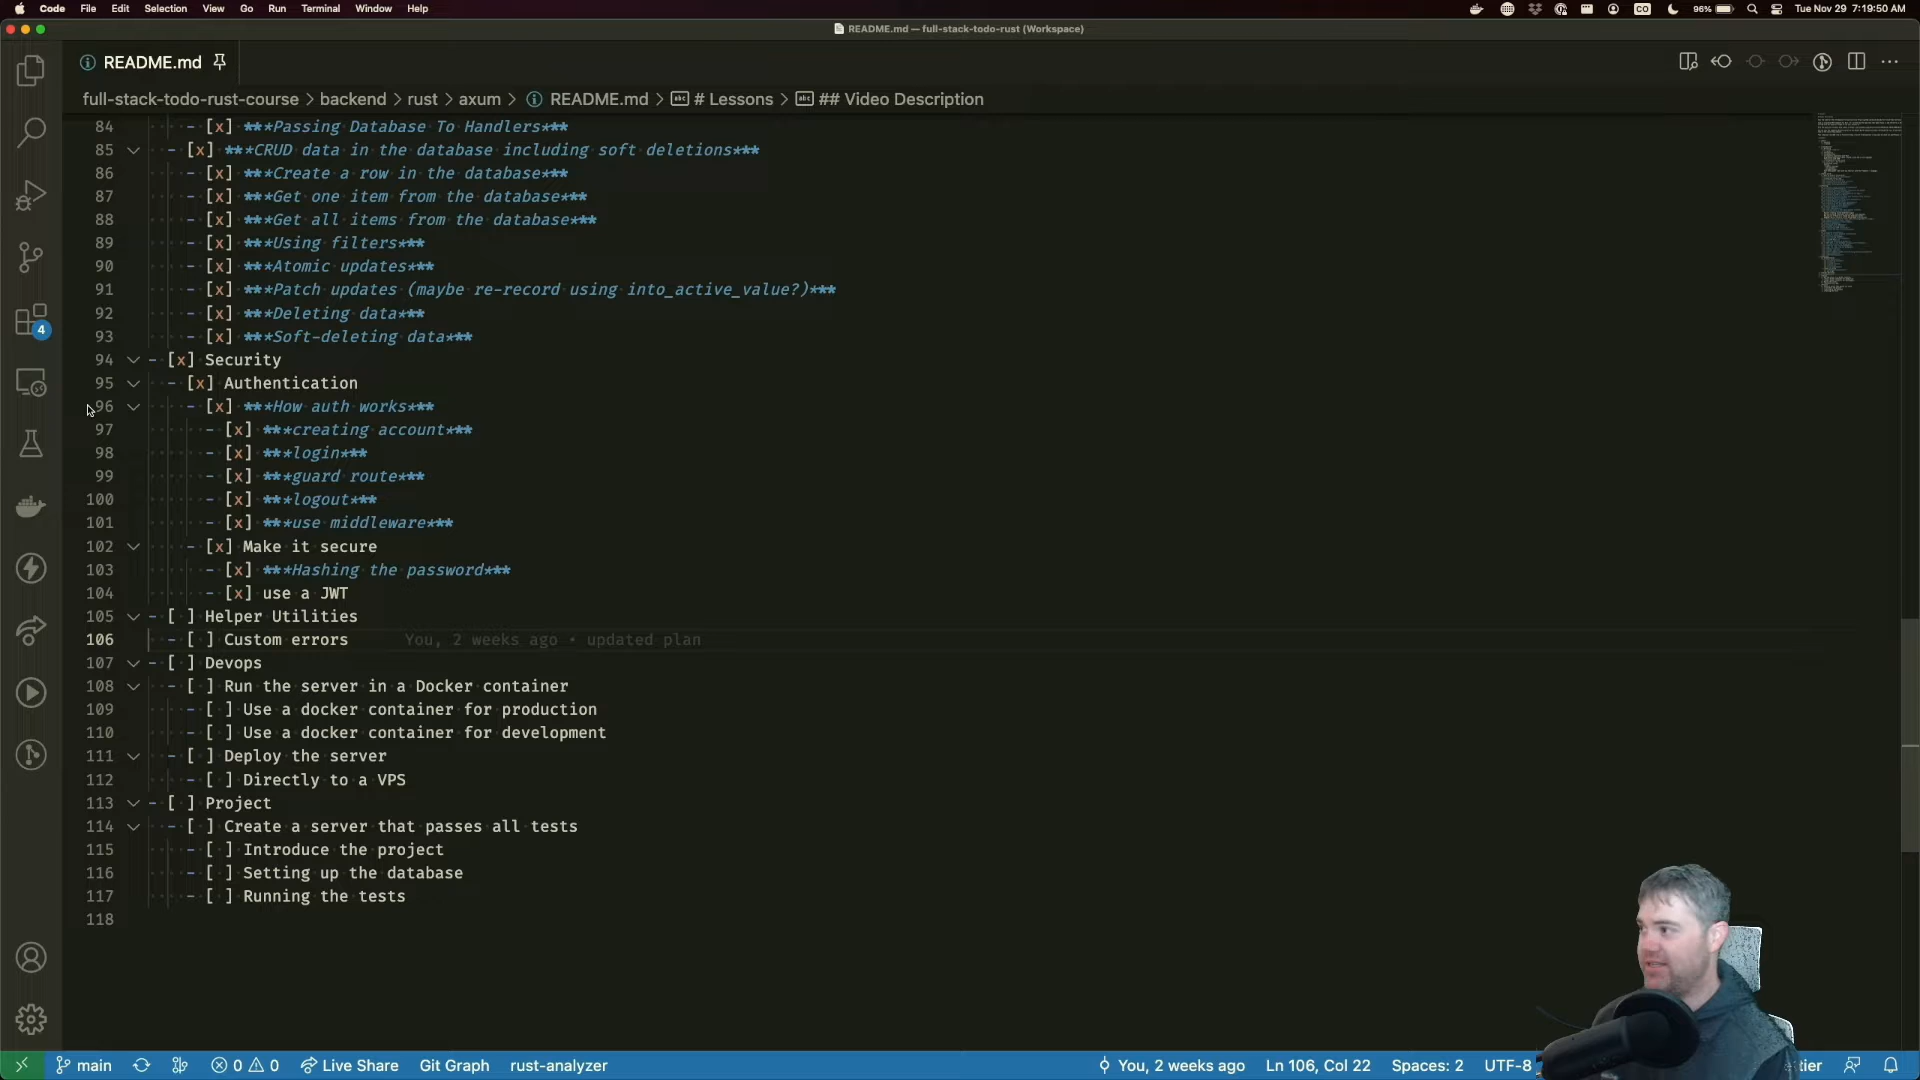 Code File Edit Selection View Go Run Terminal Window Help CO 96% Tue Nov 29 7:19:50 AM
README.md — full-stack-todo-rust (Workspace)
README.md
full-stack-todo-rust-course > backend > rust > axum > README.md > # Lessons > ## Video Description
84 - [x] ***Passing Database To Handlers***
85 - [x] ***CRUD data in the database including soft deletions***
86 - [x] ***Create a row in the database***
87 - [x] ***Get one item from the database***
88 - [x] ***Get all items from the database***
89 - [x] ***Using filters***
90 - [x] ***Atomic updates***
91 - [x] ***Patch updates (maybe re-record using into_active_value?)***
92 - [x] ***Deleting data***
93 - [x] ***Soft-deleting data***
94 - [x] Security
95 - [x] Authentication
96 - [x] ***How auth works***
97 - [x] ***creating account***
98 - [x] ***login***
99 - [x] ***guard route***
100 - [x] ***logout***
101 - [x] ***use middleware***
102 - [x] Make it secure
103 - [x] ***Hashing the password***
104 - [x] use a JWT
105 - [ ] Helper Utilities
106 - [ ] Custom errors You, 2 weeks ago • updated plan
107 - [ ] Devops
108 - [ ] Run the server in a Docker container
109 - [ ] Use a docker container for production
110 - [ ] Use a docker container for development
111 - [ ] Deploy the server
112 - [ ] Directly to a VPS
113 - [ ] Project
114 - [ ] Create a server that passes all tests
115 - [ ] Introduce the project
116 - [ ] Setting up the database
117 - [ ] Running the tests
118
4
main 0 0 Live Share Git Graph rust-analyzer You, 2 weeks ago Ln 106, Col 22 Spaces: 2 UTF-8